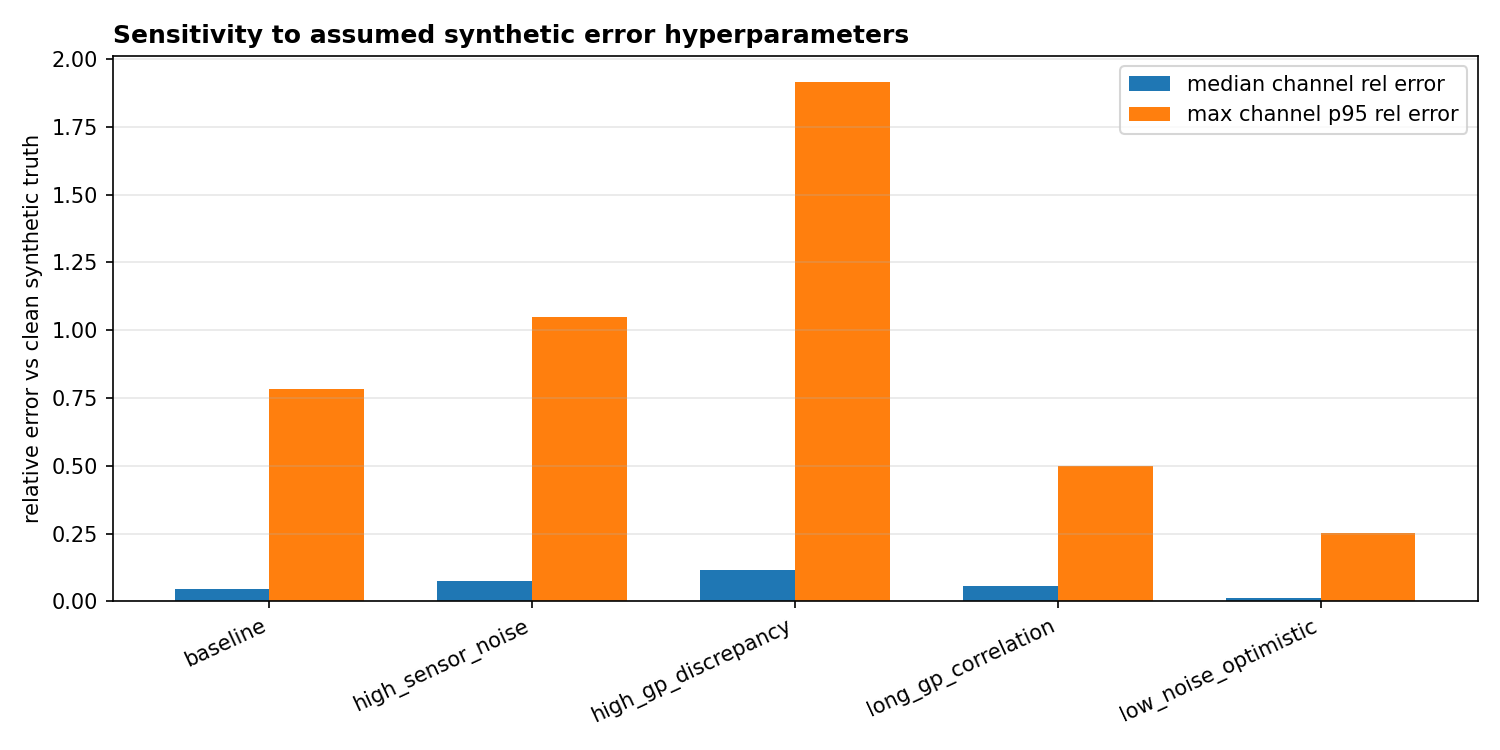 Sensitivity to assumed synthetic error hyperparameters
relative error vs clean synthetic truth
2.00
1.75
1.50
1.25
1.00
0.75
0.50
0.25
0.00
median channel rel error
max channel p95 rel error
baseline
high_sensor_noise
high_gp_discrepancy
long_gp_correlation
low_noise_optimistic